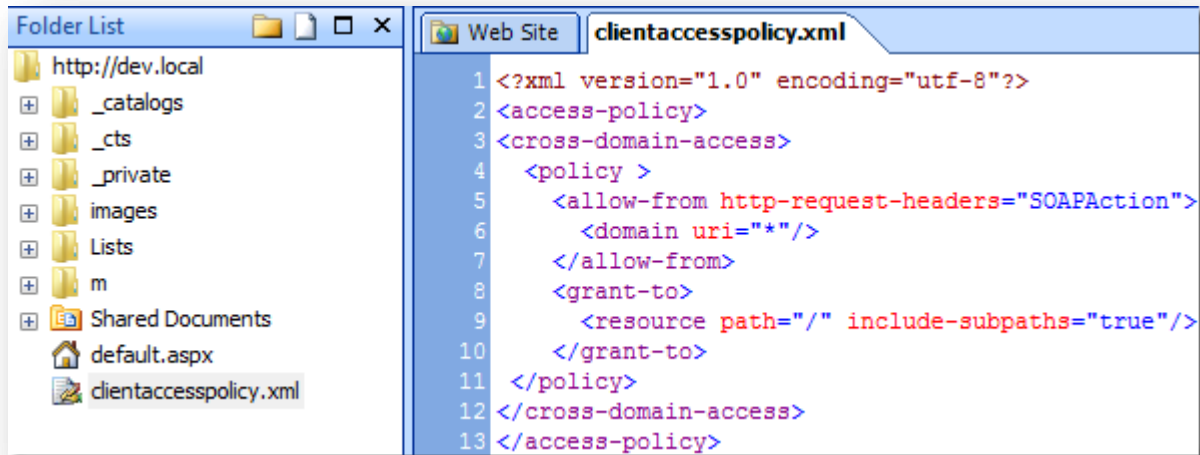 Folder List
http://dev.local
_catalogs
_cts
_private
images
Lists
m
Shared Documents
default.aspx
clientaccesspolicy.xml
Web Site
clientaccesspolicy.xml
1 <?xml version="1.0" encoding="utf-8"?>
2 <access-policy>
3 <cross-domain-access>
4   <policy >
5     <allow-from http-request-headers="SOAPAction">
6       <domain uri="*"/>
7     </allow-from>
8     <grant-to>
9       <resource path="/" include-subpaths="true"/>
10     </grant-to>
11  </policy>
12 </cross-domain-access>
13 </access-policy>